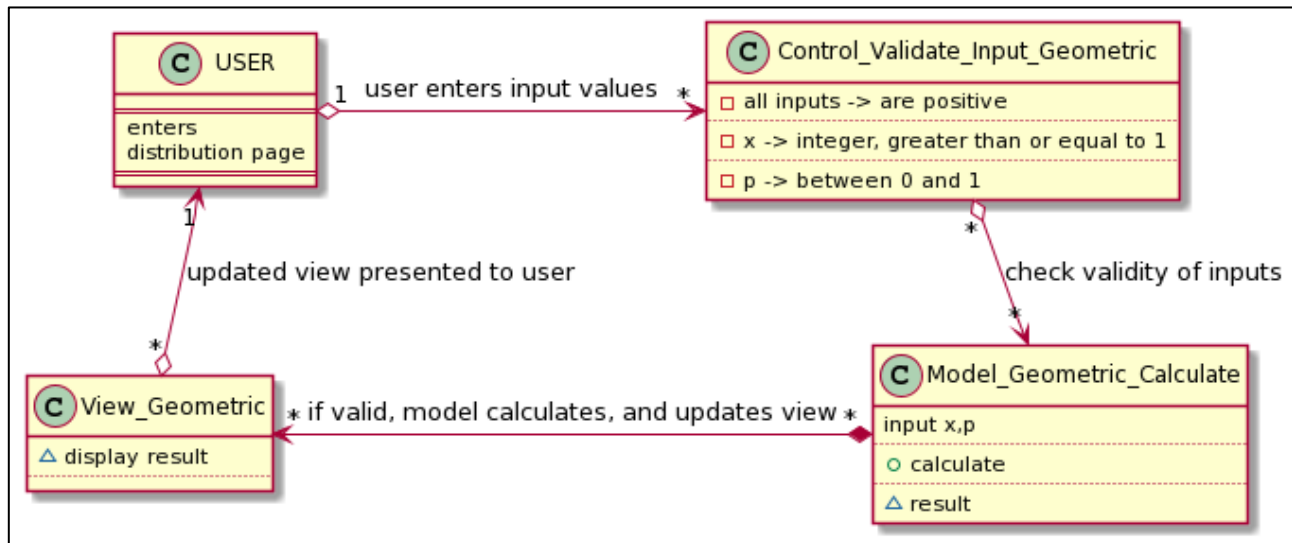 C USER
enters
distribution page
1 user enters input values *
C Control_Validate_Input_Geometric
all inputs -> are positive
x -> integer, greater than or equal to 1
p -> between 0 and 1
*
check validity of inputs
*
1
updated view presented to user
*
C View_Geometric
display result
* if valid, model calculates, and updates view *
C Model_Geometric_Calculate
input x,p
calculate
result